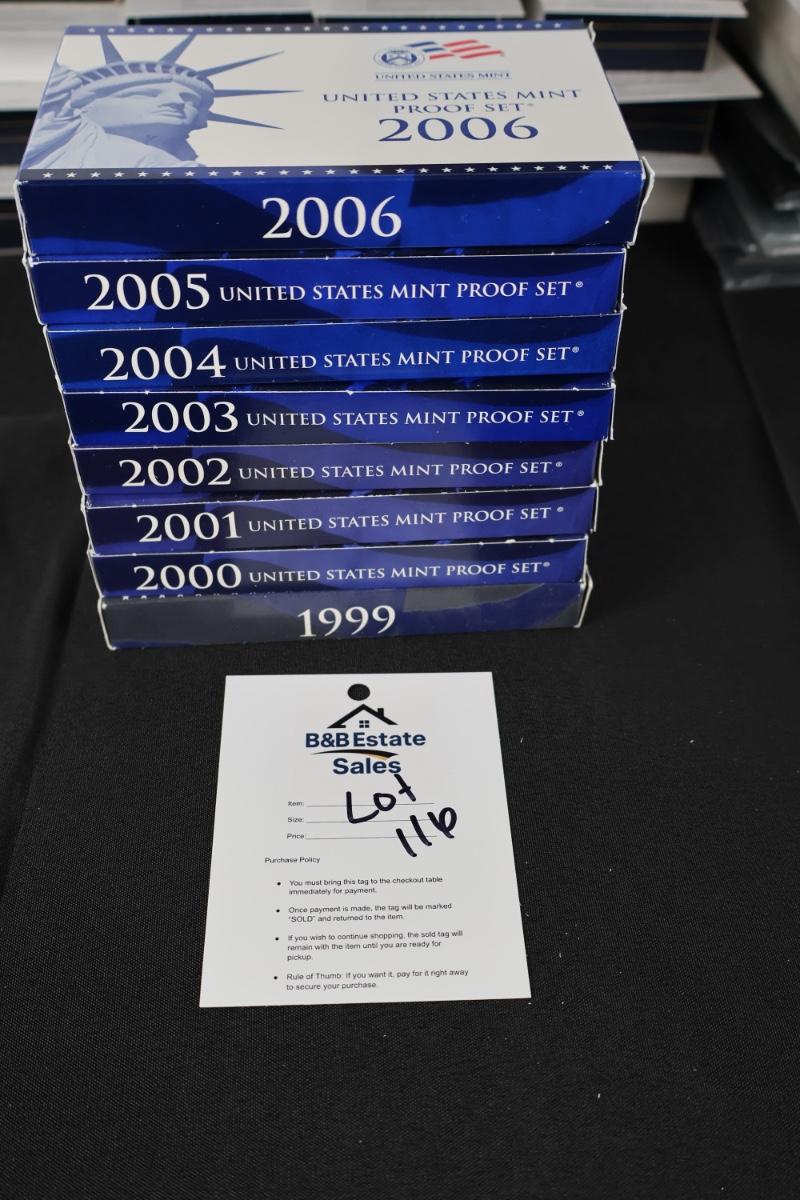 UNITED STATES MINT
UNITED STATES MINT
PROOF SET®
2006
2006
2005 UNITED STATES MINT PROOF SET®
2004 UNITED STATES MINT PROOF SET®
2003 UNITED STATES MINT PROOF SET®
2002 UNITED STATES MINT PROOF SET®
2001 UNITED STATES MINT PROOF SET®
2000 UNITED STATES MINT PROOF SET®
1999
B&B Estate
Sales
Item:
Lot
Size:
116
Price:
Purchase Policy
• You must bring this tag to the checkout table
immediately for payment.
• Once payment is made, the tag will be marked
"SOLD" and returned to the item.
• If you wish to continue shopping, the sold tag will
remain with the item until you are ready for
pickup.
• Rule of Thumb: If you want it, pay for it right away
to secure your purchase.